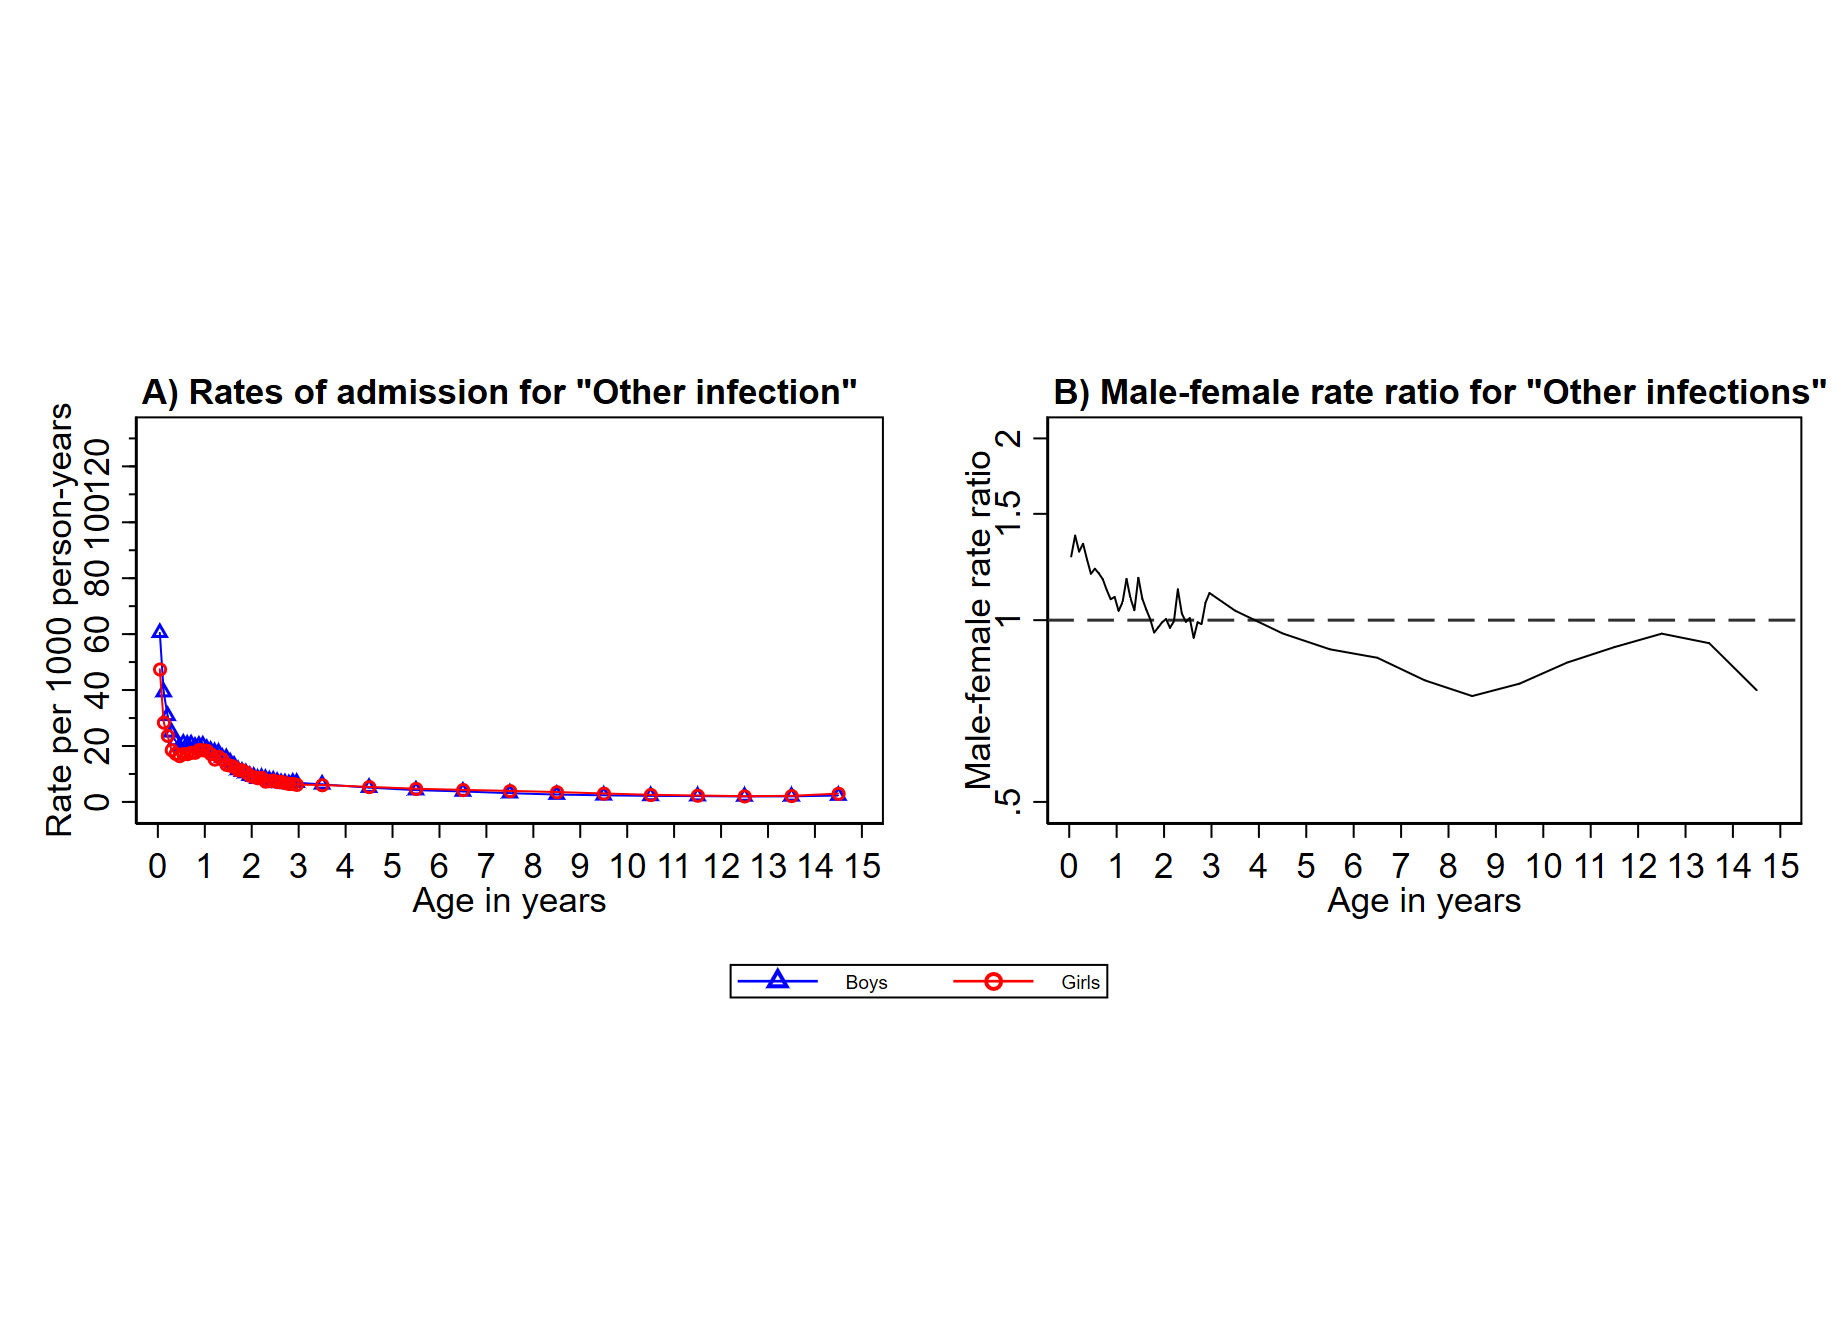 A) Rates of admission for "Other infection"
Rate per 1000 person-years
0 20 40 60 80 100 120
0 1 2 3 4 5 6 7 8 9 10 11 12 13 14 15
Age in years
B) Male-female rate ratio for "Other infections"
Male-female rate ratio
.5 1 1.5 2
0 1 2 3 4 5 6 7 8 9 10 11 12 13 14 15
Age in years
Boys Girls